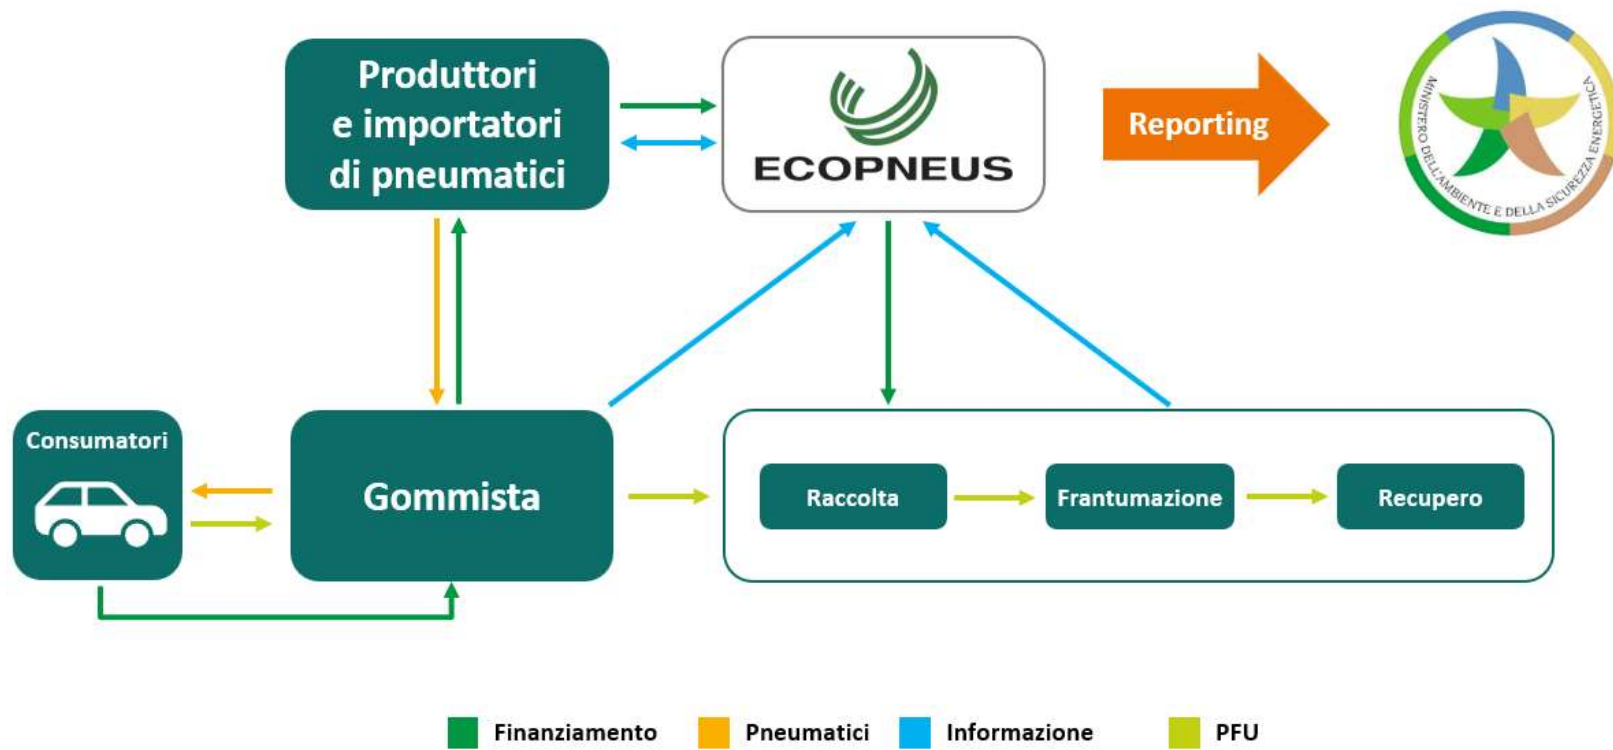 Produttori
e importatori
di pneumatici
ECOPNEUS
Reporting
MINISTERO DELL'AMBIENTE E DELLA SICUREZZA ENERGETICA
Consumatori
Gommista
Raccolta
Frantumazione
Recupero
Finanziamento
Pneumatici
Informazione
PFU